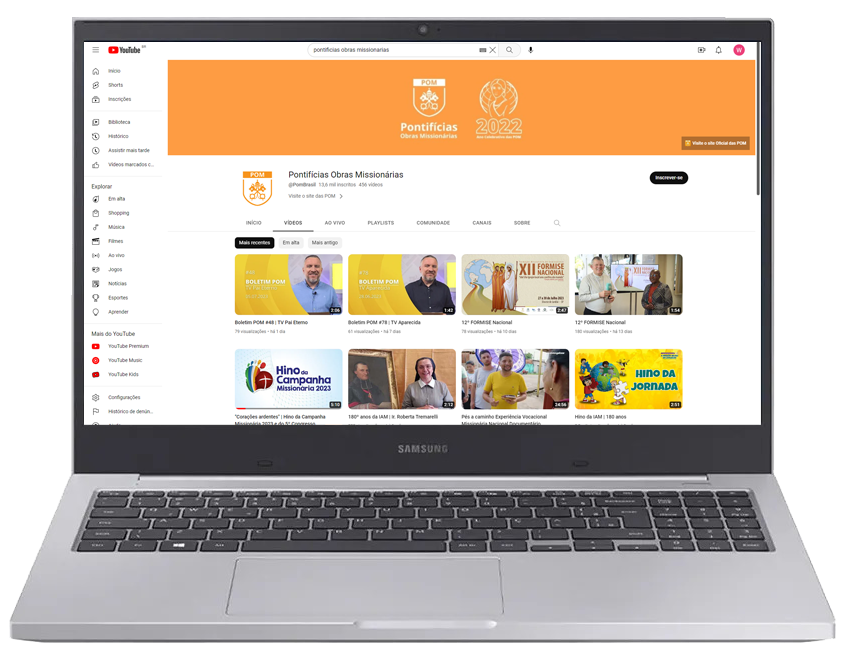 YouTube BR
pontificias obras missionarias
W
Início
Shorts
Inscrições
Biblioteca
Histórico
Assistir mais tarde
Vídeos marcados c...
Explorar
Em alta
Shopping
Música
Filmes
Ao vivo
Jogos
Notícias
Esportes
Aprender
Mais do YouTube
YouTube Premium
YouTube Music
YouTube Kids
Configurações
Histórico de denún...
POM
Pontifícias
Obras Missionárias
2022
Visite o site Oficial das POM
POM
Pontifícias Obras Missionárias
@PomBrasil 13,6 mil inscritos 456 vídeos
Visite o site das POM
Inscrever-se
INÍCIO VÍDEOS AO VIVO PLAYLISTS COMUNIDADE CANAIS SOBRE
Mais recentes Em alta Mais antigo
BOLETIM POM
2:06
Boletim POM #48 | TV Pai Eterno
79 visualizações • há 1 dia
BOLETIM POM
1:42
Boletim POM #78 | TV Aparecida
61 visualizações • há 7 dias
XII FORMISE
NACIONAL
2:47
12º FORMISE Nacional
79 visualizações • há 10 dias
1:54
12º FORMISE Nacional
180 visualizações • há 13 dias
Hino da
Campanha
Missionária 2023
5:10
"Corações ardentes" | Hino da Campanha
Missionária 2023 e do 5º Congresso
2:12
180º anos da IAM | Ir. Roberta Tremarelli
24:56
Pés a caminho Experiência Vocacional
Missionária Nacional Documentário
HINO DA
JORNADA
2:51
Hino da IAM | 180 anos
SAMSUNG